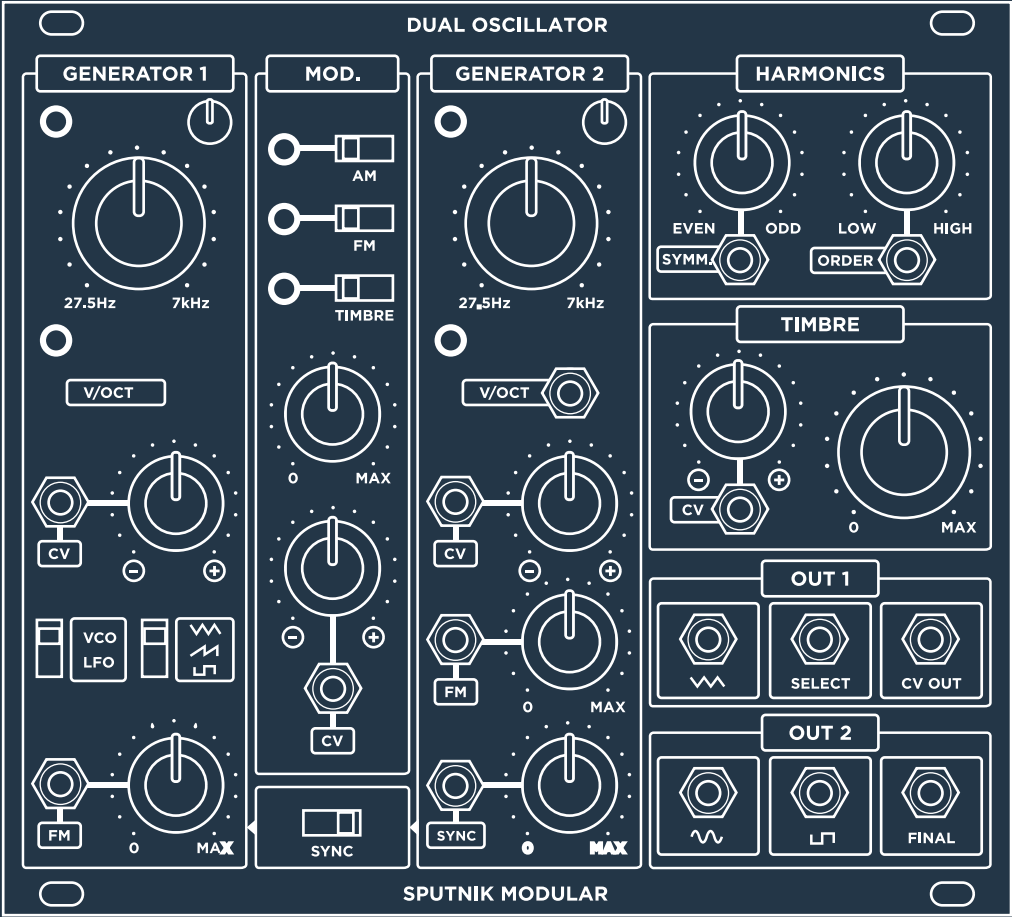 DUAL OSCILLATOR
GENERATOR 1
27.5Hz 7kHz
V/OCT
CV
- +
VCO
LFO
FM
0 MAX
MOD.
AM
FM
TIMBRE
0 MAX
- +
CV
SYNC
GENERATOR 2
27.5Hz 7kHz
V/OCT
CV
- +
FM
0 MAX
SYNC
0 MAX
HARMONICS
EVEN ODD
SYMM.
LOW HIGH
ORDER
TIMBRE
- +
CV
0 MAX
OUT 1
SELECT
CV OUT
OUT 2
FINAL
SPUTNIK MODULAR